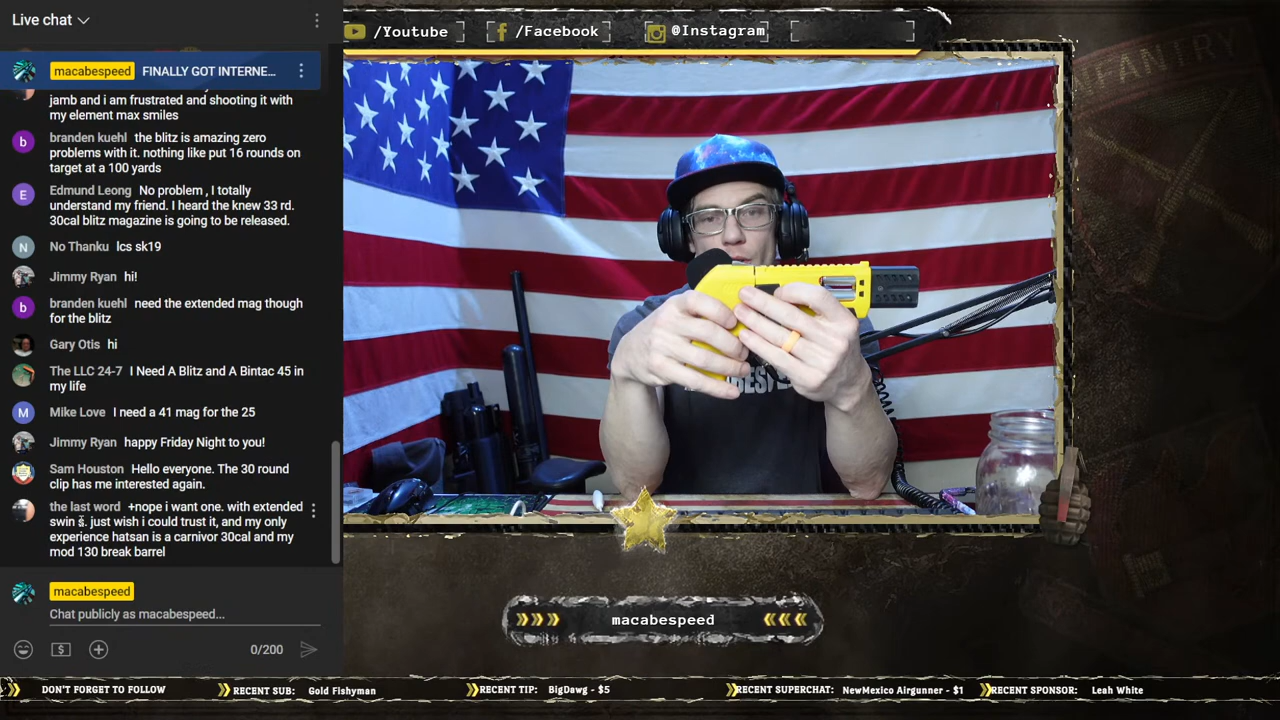 Live chat
macabespeed FINALLY GOT INTERNE...
jamb and i am frustrated and shooting it with
my element max smiles
b branden kuehl the blitz is amazing zero
problems with it. nothing like put 16 rounds on
target at a 100 yards
E Edmund Leong No problem , I totally
understand my friend. I heard the knew 33 rd.
30cal blitz magazine is going to be released.
N No Thanku lcs sk19
Jimmy Ryan hi!
b branden kuehl need the extended mag though
for the blitz
Gary Otis hi
The LLC 24-7 I Need A Blitz and A Bintac 45 in
my life
M Mike Love I need a 41 mag for the 25
Jimmy Ryan happy Friday Night to you!
Sam Houston Hello everyone. The 30 round
clip has me interested again.
the last word +nope i want one. with extended
just wish i could trust it, and my only
experience hatsan is a carnivor 30cal and my
mod 130 break barrel
macabespeed
Chat publicly as macabespeed...
0/200
/Youtube /Facebook @Instagram
INFANTRY
macabespeed
DON'T FORGET TO FOLLOW RECENT SUB: Gold Fishyman RECENT TIP: BigDawg - $5 RECENT SUPERCHAT: NewMexico Airgunner - $1 RECENT SPONSOR: Leah White